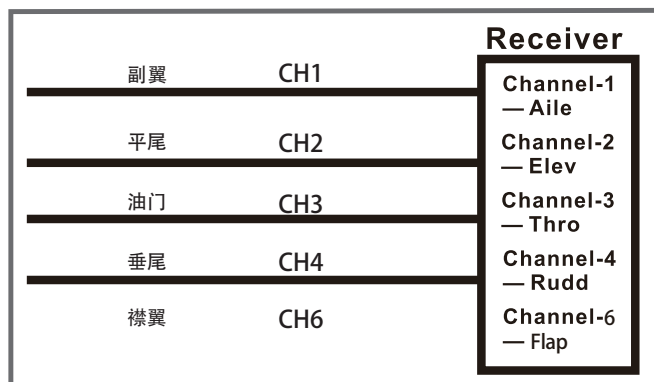 Receiver
副翼 CH1
Channel-1
— Aile
平尾 CH2
Channel-2
— Elev
油门 CH3
Channel-3
— Thro
垂尾 CH4
Channel-4
— Rudd
襟翼 CH6
Channel-6
— Flap